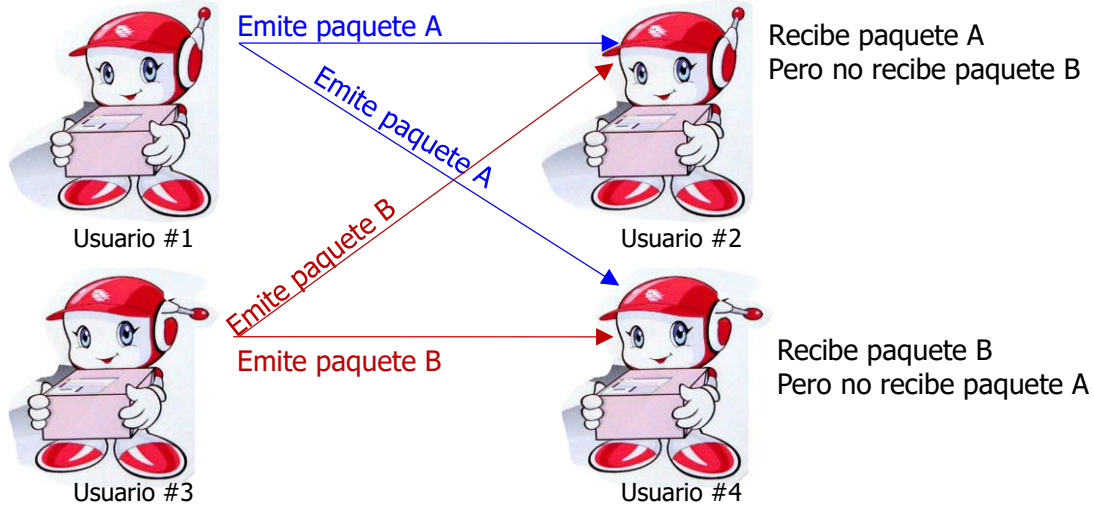 Emite paquete A
Recibe paquete A
Pero no recibe paquete B
Emite paquete A
Emite paquete B
Usuario #1
Usuario #2
Emite paquete B
Recibe paquete B
Pero no recibe paquete A
Usuario #3
Usuario #4